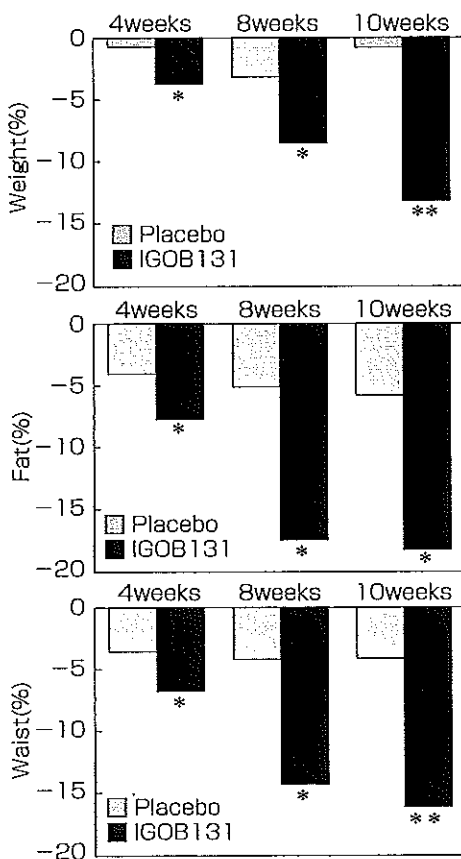 4weeks 8weeks 10weeks
0
−5
−10
−15
−20
Weight(%)
Placebo
IGOB131
*
*
**
4weeks 8weeks 10weeks
0
−5
−10
−15
−20
Fat(%)
Placebo
IGOB131
*
*
*
4weeks 8weeks 10weeks
0
−5
−10
−15
−20
Waist(%)
Placebo
IGOB131
*
*
**